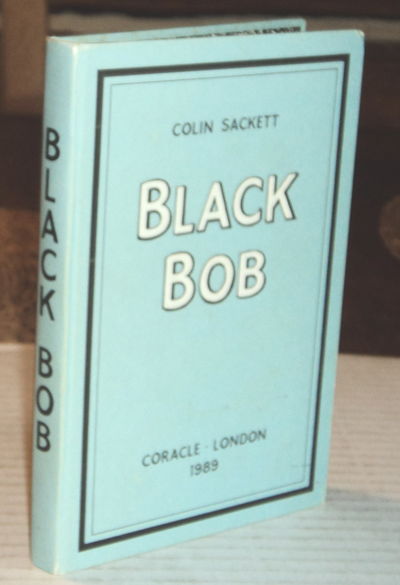 BLACK BOB
COLIN SACKETT
BLACK
BOB
CORACLE · LONDON
1989